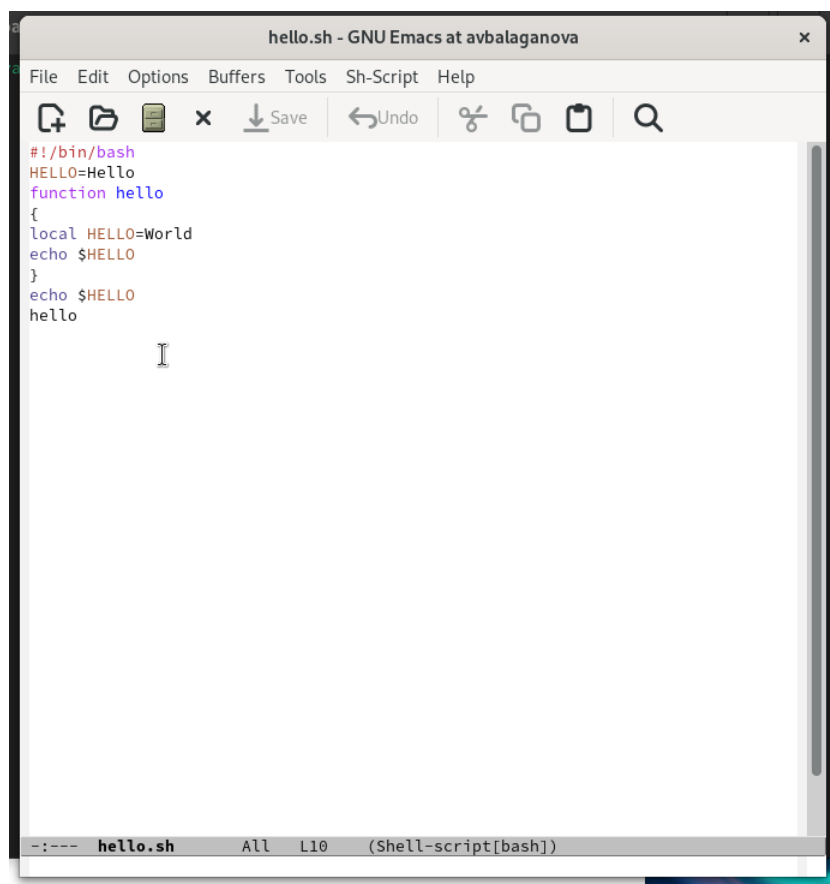 hello.sh - GNU Emacs at avbalaganova
File Edit Options Buffers Tools Sh-Script Help
Save Undo
#!/bin/bash
HELLO=Hello
function hello
{
local HELLO=World
echo $HELLO
}
echo $HELLO
hello
-:--- hello.sh All L10 (Shell-script[bash])